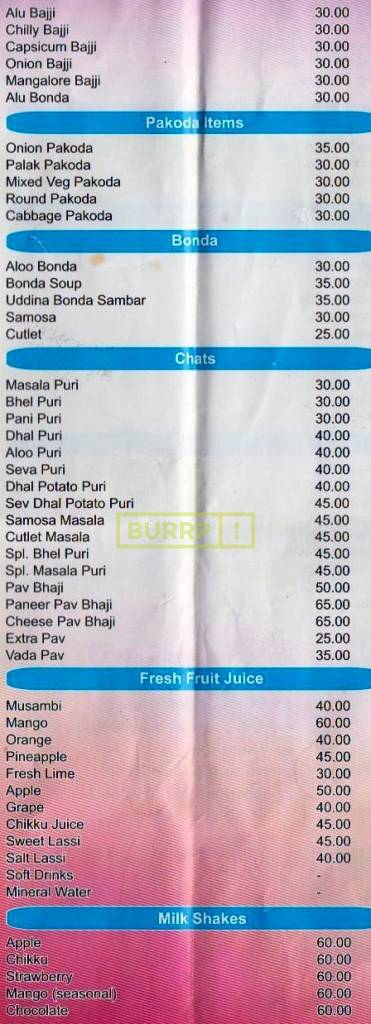 Alu Bajji 30.00
Chilly Bajji 30.00
Capsicum Bajji 30.00
Onion Bajji 30.00
Mangalore Bajji 30.00
Alu Bonda 30.00
Pakoda Items
Onion Pakoda 35.00
Palak Pakoda 30.00
Mixed Veg Pakoda 30.00
Round Pakoda 30.00
Cabbage Pakoda 30.00
Bonda
Aloo Bonda 30.00
Bonda Soup 35.00
Uddina Bonda Sambar 35.00
Samosa 30.00
Cutlet 25.00
Chats
Masala Puri 30.00
Bhel Puri 30.00
Pani Puri 30.00
Dhal Puri 40.00
Aloo Puri 40.00
Seva Puri 40.00
Dhal Potato Puri 40.00
Sev Dhal Potato Puri 45.00
Samosa Masala 45.00
BURRP!
Cutlet Masala 45.00
Spl. Bhel Puri 45.00
Spl. Masala Puri 45.00
Pav Bhaji 50.00
Paneer Pav Bhaji 65.00
Cheese Pav Bhaji 65.00
Extra Pav 25.00
Vada Pav 35.00
Fresh Fruit Juice
Musambi 40.00
Mango 60.00
Orange 40.00
Pineapple 45.00
Fresh Lime 30.00
Apple 50.00
Grape 40.00
Chikku Juice 45.00
Sweet Lassi 45.00
Salt Lassi 40.00
Soft Drinks -
Mineral Water -
Milk Shakes
Apple 60.00
Chikku 60.00
Strawberry 60.00
Mango (seasonal) 60.00
Chocolate 60.00